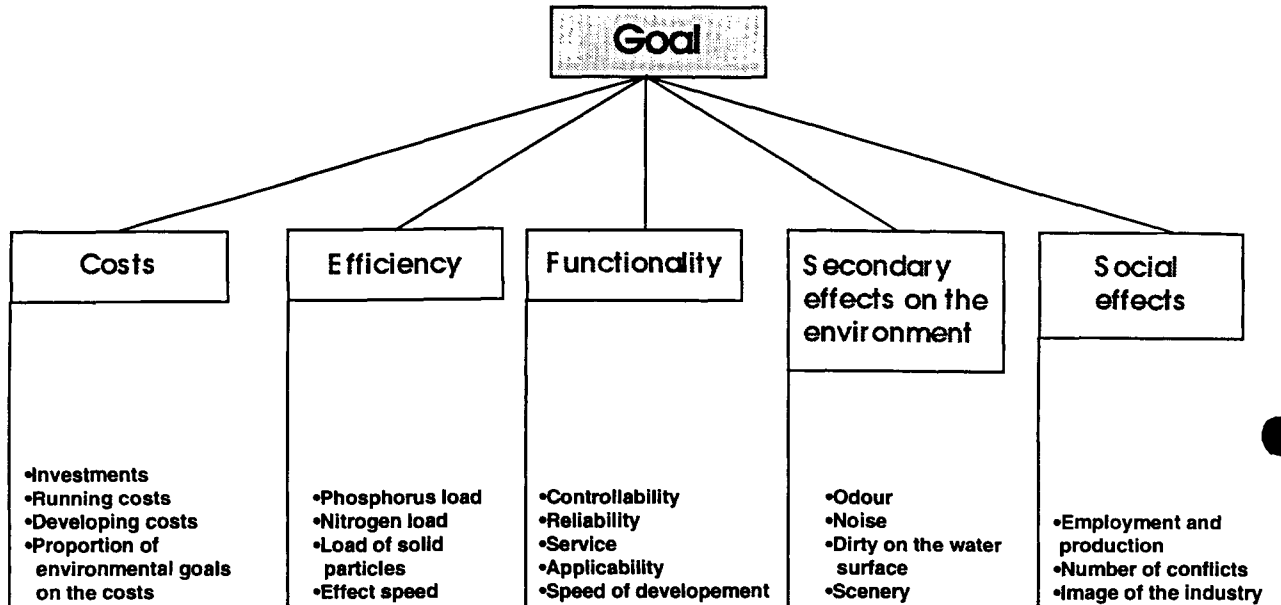 Goal
Costs
Efficiency
Functionality
Secondary
effects on the
environment
Social
effects
•Investments
•Running costs
•Developing costs
•Proportion of
environmental goals
on the costs
•Phosphorus load
•Nitrogen load
•Load of solid
particles
•Effect speed
•Controllability
•Reliability
•Service
•Applicability
•Speed of developement
•Odour
•Noise
•Dirty on the water
surface
•Scenery
•Employment and
production
•Number of conflicts
•Image of the industry